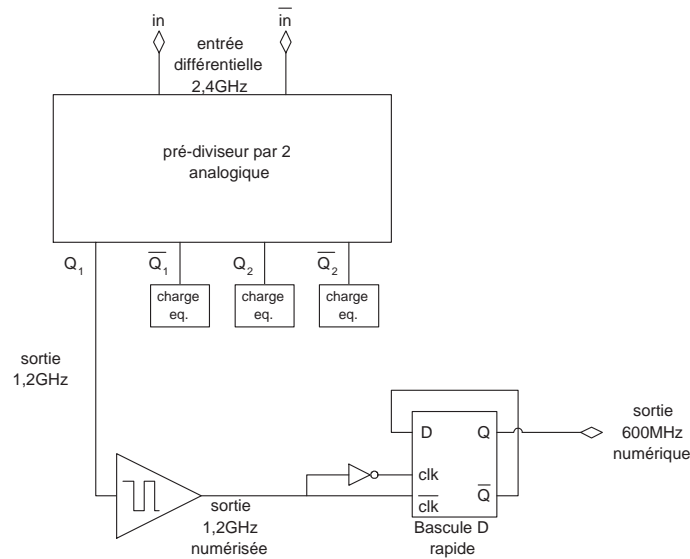 in
in
entrée
différentielle
2,4GHz
pré-diviseur par 2
analogique
Q1
Q1
Q2
Q2
charge
eq.
charge
eq.
charge
eq.
sortie
1,2GHz
D
Q
clk
clk
Q
sortie
600MHz
numérique
sortie
1,2GHz
numérisée
Bascule D
rapide